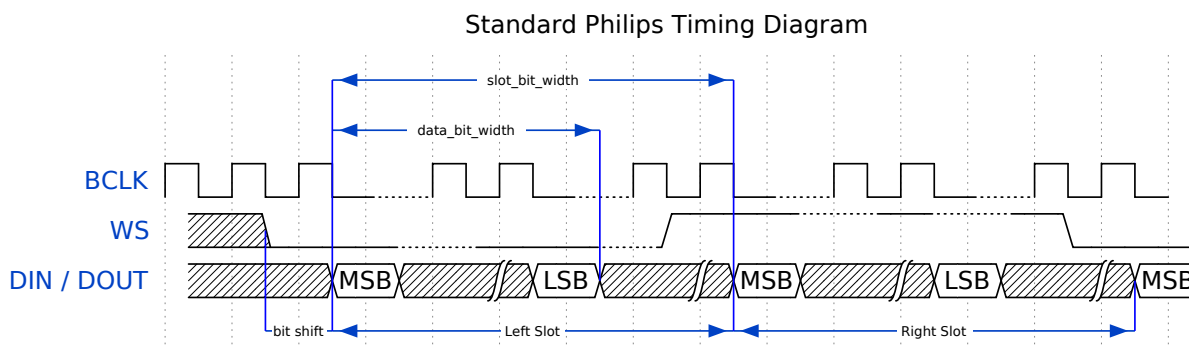 Standard Philips Timing Diagram
slot_bit_width
data_bit_width
BCLK
WS
DIN / DOUT
MSB
LSB
MSB
LSB
MSB
bit shift
Left Slot
Right Slot